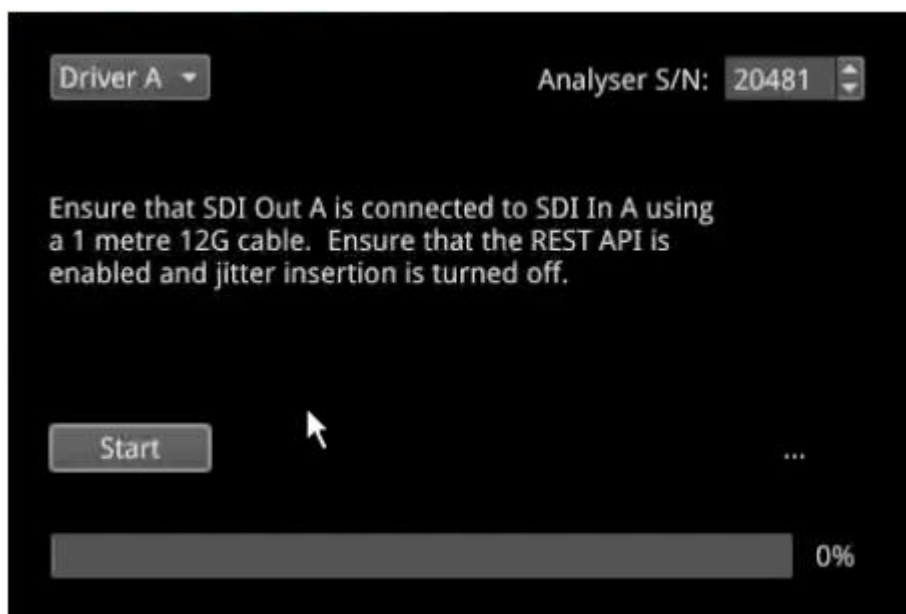 Driver A
Analyser S/N: 20481
Ensure that SDI Out A is connected to SDI In A using
a 1 metre 12G cable.  Ensure that the REST API is
enabled and jitter insertion is turned off.
Start
...
0%